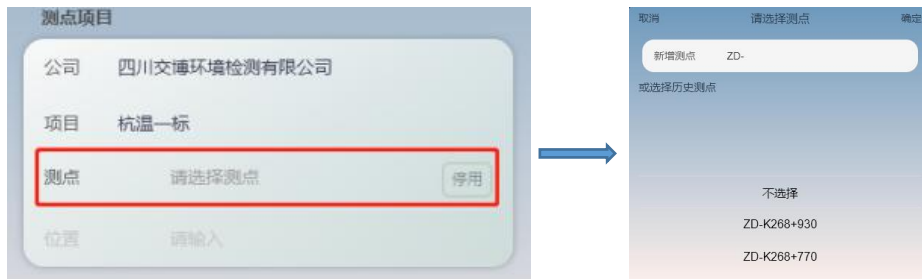 测点项目
公司 四川交博环境检测有限公司
项目 杭温一标
测点 请选择测点 停用
位置 请输入
取消 请选择测点 确定
新增测点 ZD-
或选择历史测点
不选择
ZD-K268+930
ZD-K268+770